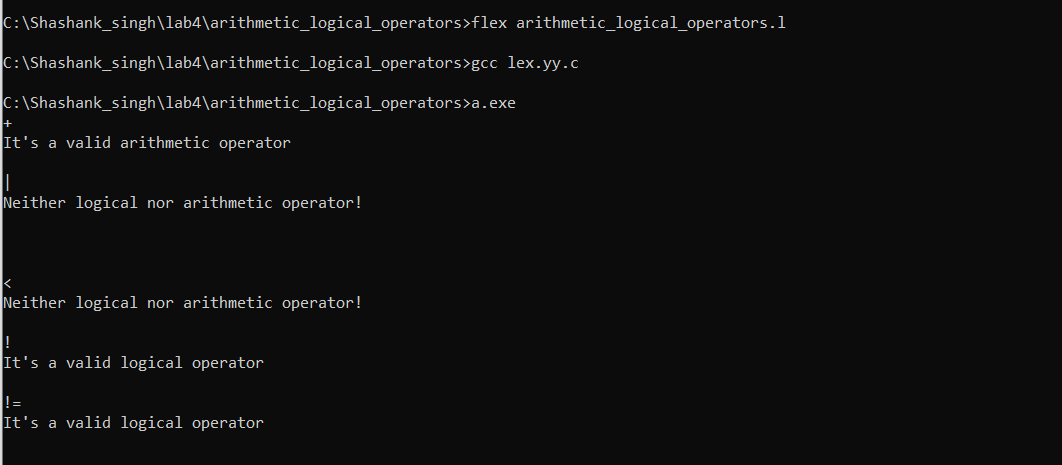 C:\Shashank_singh\lab4\arithmetic_logical_operators>flex arithmetic_logical_operators.l
C:\Shashank_singh\lab4\arithmetic_logical_operators>gcc lex.yy.c
C:\Shashank_singh\lab4\arithmetic_logical_operators>a.exe
+
It's a valid arithmetic operator
|
Neither logical nor arithmetic operator!
<
Neither logical nor arithmetic operator!
!
It's a valid logical operator
!=
It's a valid logical operator